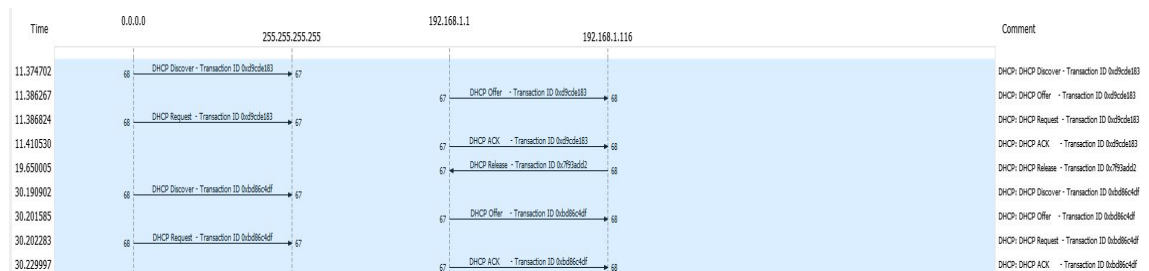 Time 0.0.0.0 192.168.1.1 Comment
255.255.255.255 192.168.1.116
11.374702 68 DHCP Discover - Transaction ID 0xd9cde183 67 DHCP: DHCP Discover - Transaction ID 0xd9cde183
11.386267 67 DHCP Offer - Transaction ID 0xd9cde183 68 DHCP: DHCP Offer - Transaction ID 0xd9cde183
11.386824 68 DHCP Request - Transaction ID 0xd9cde183 67 DHCP: DHCP Request - Transaction ID 0xd9cde183
11.410530 67 DHCP ACK - Transaction ID 0xd9cde183 68 DHCP: DHCP ACK - Transaction ID 0xd9cde183
19.650005 67 DHCP Release - Transaction ID 0x7f93add2 68 DHCP: DHCP Release - Transaction ID 0x7f93add2
30.190902 68 DHCP Discover - Transaction ID 0xbd86c4df 67 DHCP: DHCP Discover - Transaction ID 0xbd86c4df
30.201585 67 DHCP Offer - Transaction ID 0xbd86c4df 68 DHCP: DHCP Offer - Transaction ID 0xbd86c4df
30.202283 68 DHCP Request - Transaction ID 0xbd86c4df 67 DHCP: DHCP Request - Transaction ID 0xbd86c4df
30.229997 67 DHCP ACK - Transaction ID 0xbd86c4df 68 DHCP: DHCP ACK - Transaction ID 0xbd86c4df